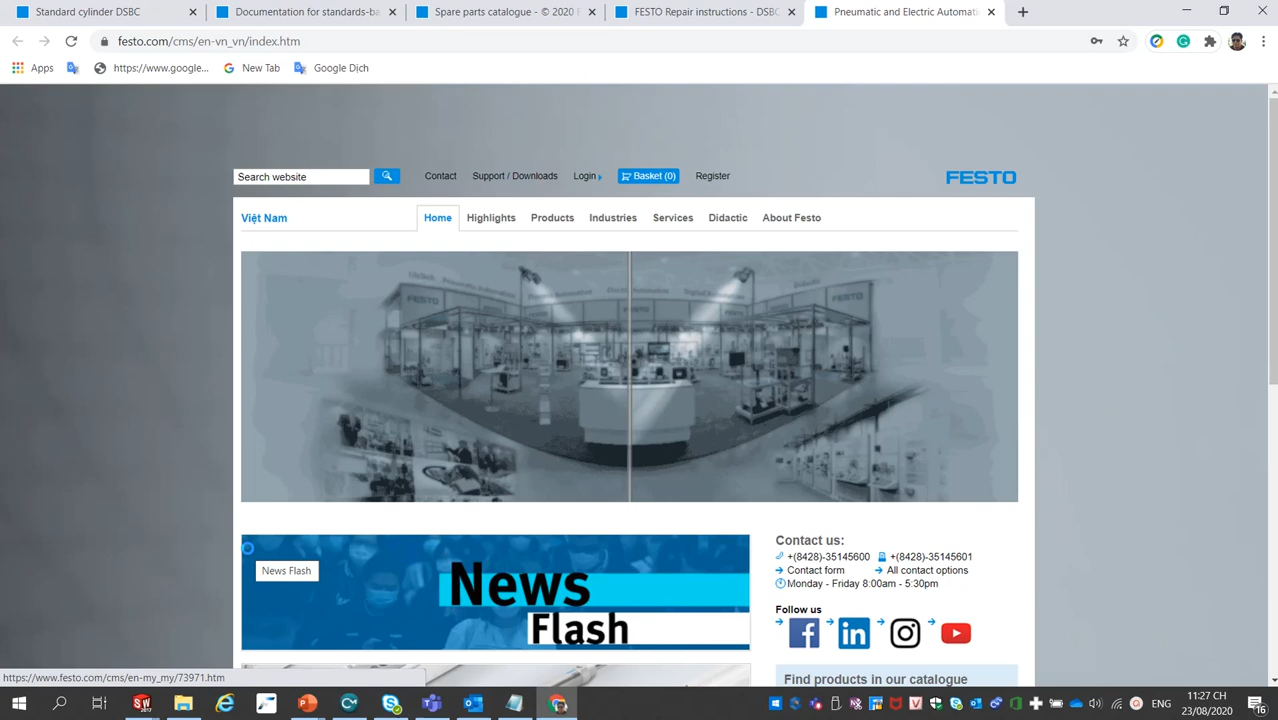 Standard cylinder DSBC
Documentation for standards-ba
Spare parts catalogue - © 2020 F
FESTO Repair instructions - DSBC
Pneumatic and Electric Automati
festo.com/cms/en-vn_vn/index.htm
Apps
https://www.google...
New Tab
Google Dịch
Search website
Contact
Support / Downloads
Login
Basket (0)
Register
FESTO
Việt Nam
Home
Highlights
Products
Industries
Services
Didactic
About Festo
FESTO
FESTO
News Flash
News
Flash
Contact us:
+(8428)-35145600
+(8428)-35145601
Contact form
All contact options
Monday - Friday 8:00am - 5:30pm
Follow us
Find products in our catalogue
https://www.festo.com/cms/en-my_my/73971.htm
ENG
11:27 CH
23/08/2020
16